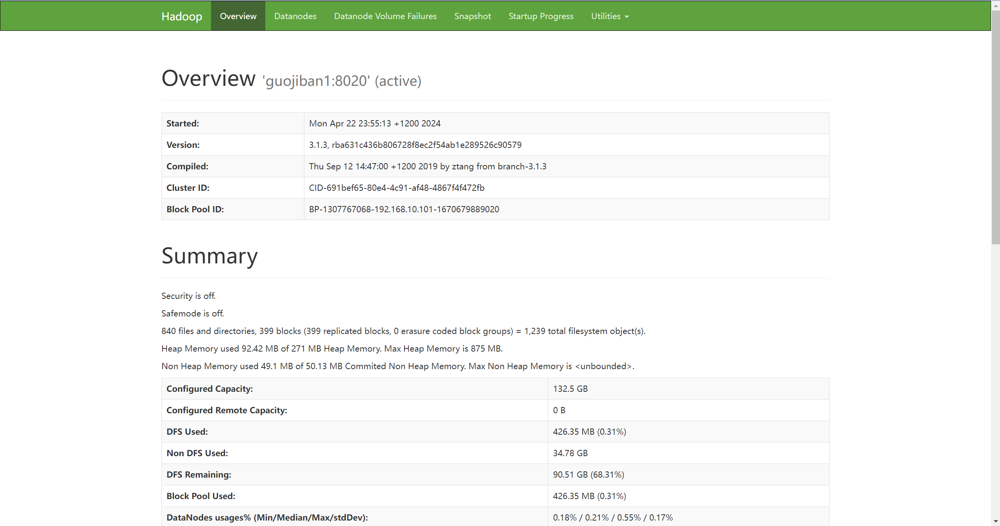 Hadoop Overview Datanodes Datanode Volume Failures Snapshot Startup Progress Utilities
Overview 'guojiban1:8020' (active)
Started: Mon Apr 22 23:55:13 +1200 2024
Version: 3.1.3, rba631c436b806728f8ec2f54ab1e289526c90579
Compiled: Thu Sep 12 14:47:00 +1200 2019 by ztang from branch-3.1.3
Cluster ID: CID-691bef65-80e4-4c91-af48-4867f4f472fb
Block Pool ID: BP-1307767068-192.168.10.101-1670679889020
Summary
Security is off.
Safemode is off.
840 files and directories, 399 blocks (399 replicated blocks, 0 erasure coded block groups) = 1,239 total filesystem object(s).
Heap Memory used 92.42 MB of 271 MB Heap Memory. Max Heap Memory is 875 MB.
Non Heap Memory used 49.1 MB of 50.13 MB Commited Non Heap Memory. Max Non Heap Memory is <unbounded>.
Configured Capacity: 132.5 GB
Configured Remote Capacity: 0 B
DFS Used: 426.35 MB (0.31%)
Non DFS Used: 34.78 GB
DFS Remaining: 90.51 GB (68.31%)
Block Pool Used: 426.35 MB (0.31%)
DataNodes usages% (Min/Median/Max/stdDev): 0.18% / 0.21% / 0.55% / 0.17%